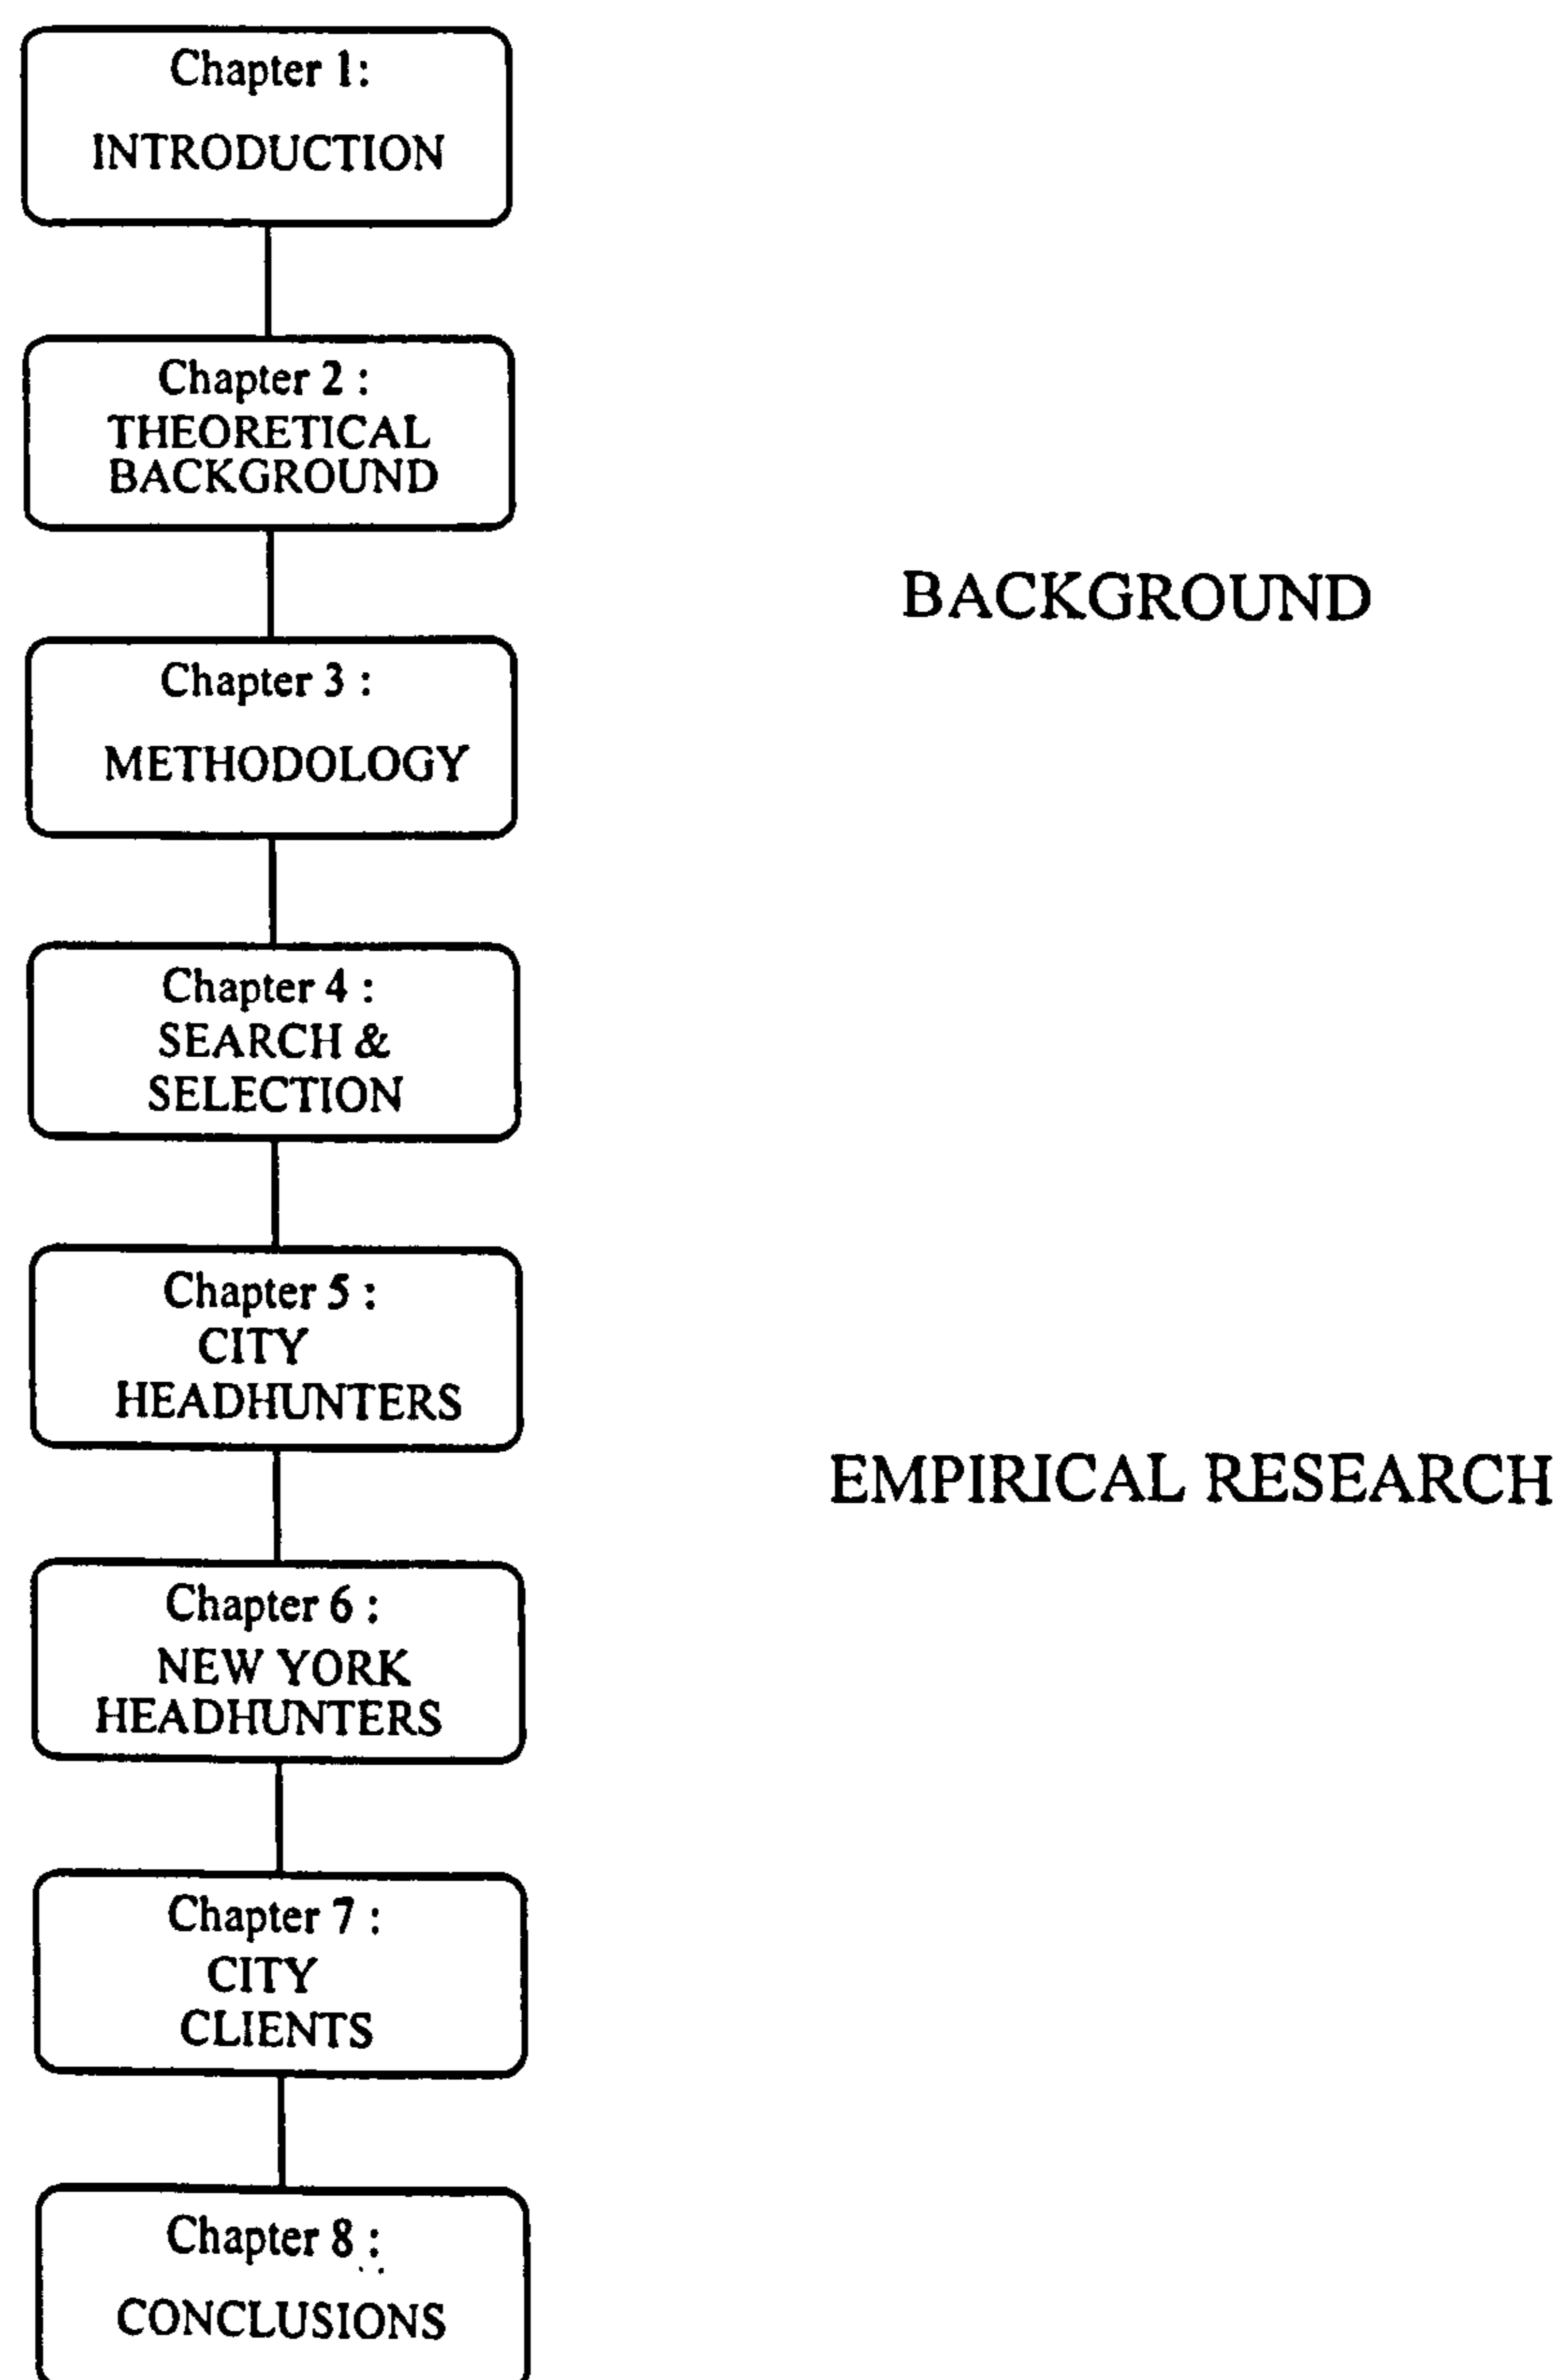 Chapter 1:
INTRODUCTION
Chapter 2 :
THEORETICAL
BACKGROUND
BACKGROUND
Chapter 3 :
METHODOLOGY
Chapter 4 :
SEARCH &
SELECTION
Chapter 5 :
CITY
HEADHUNTERS
EMPIRICAL RESEARCH
Chapter 6 :
NEW YORK
HEADHUNTERS
Chapter 7 :
CITY
CLIENTS
Chapter 8 :
CONCLUSIONS